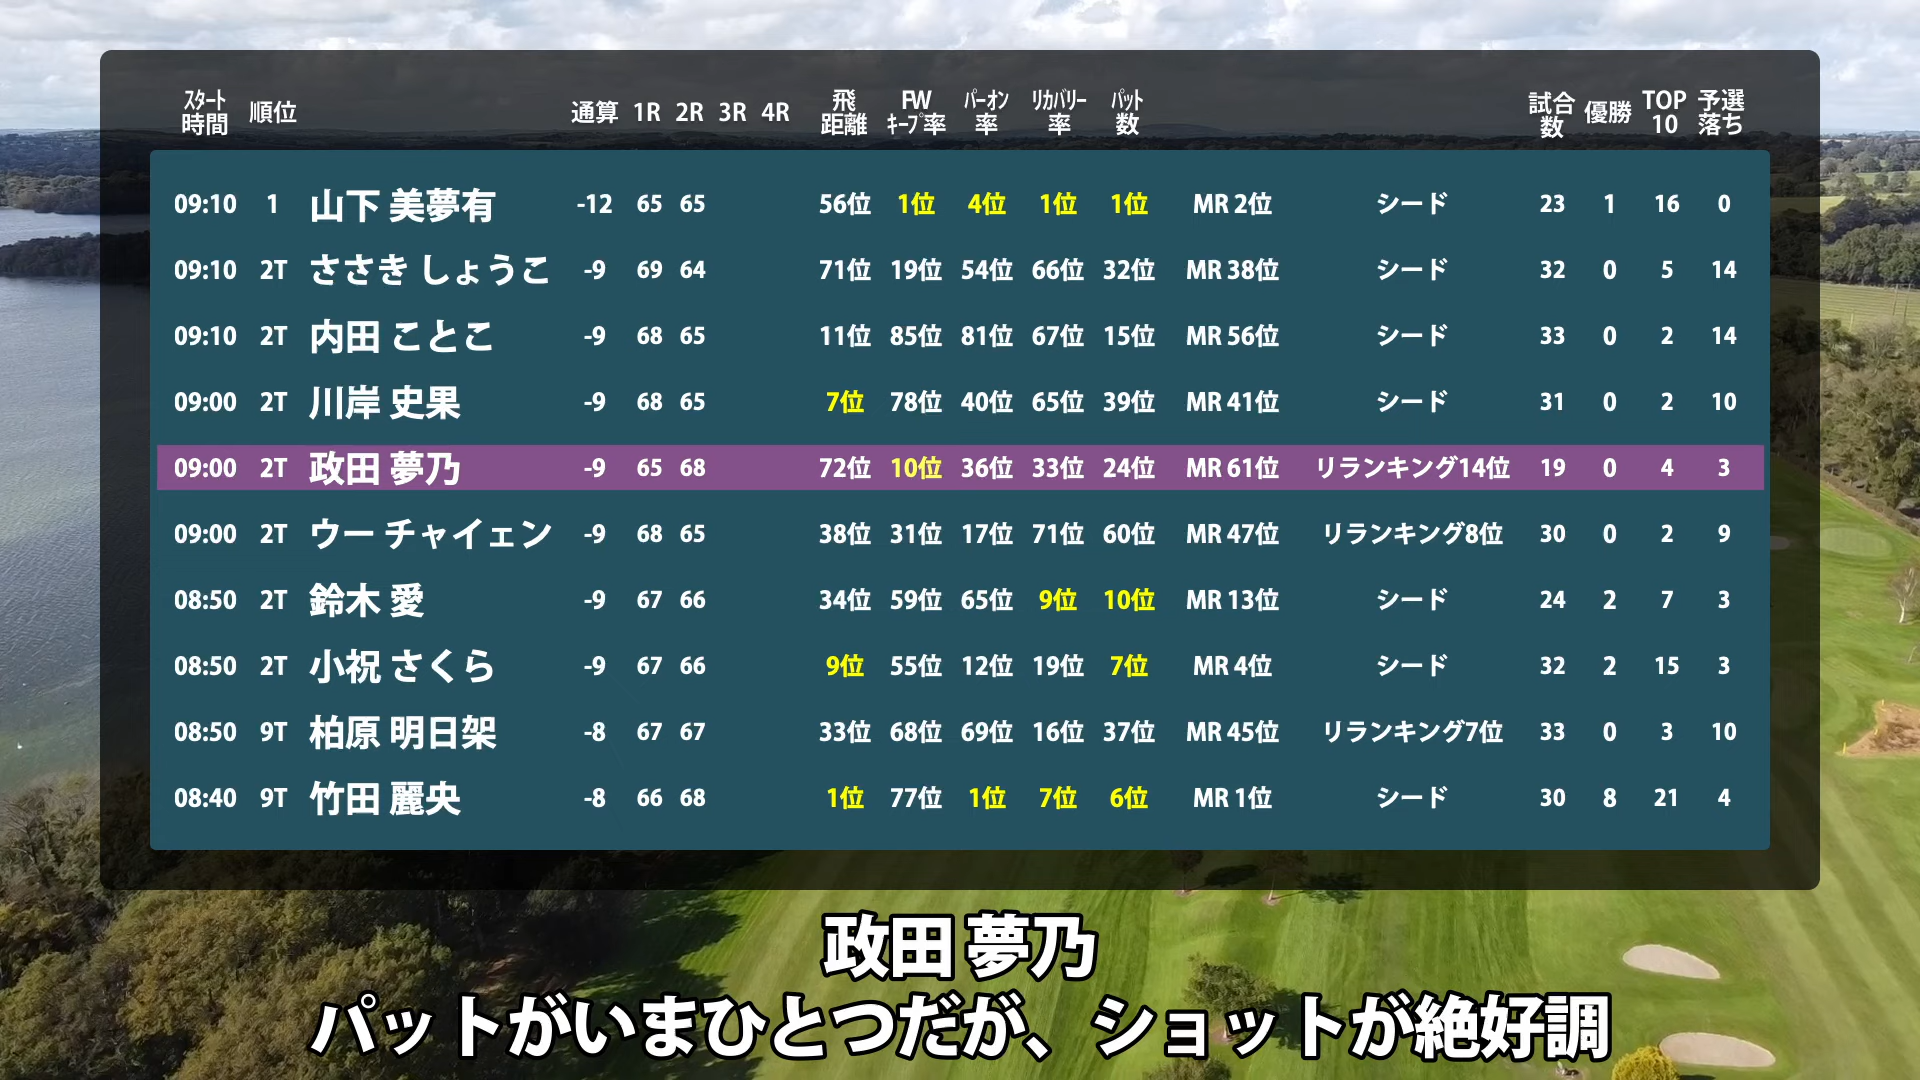 ｽﾀｰﾄ時間 順位 通算 1R 2R 3R 4R 飛距離 FWｷｰﾌﾟ率 ﾊﾟｰｵﾝ率 ﾘｶﾊﾞﾘｰ率 ﾊﾟｯﾄ数 試合数 優勝 TOP10 予選落ち
09:10 1 山下 美夢有 -12 65 65 56位 1位 4位 1位 1位 MR 2位 シード 23 1 16 0
09:10 2T ささき しょうこ -9 69 64 71位 19位 54位 66位 32位 MR 38位 シード 32 0 5 14
09:10 2T 内田 ことこ -9 68 65 11位 85位 81位 67位 15位 MR 56位 シード 33 0 2 14
09:00 2T 川岸 史果 -9 68 65 7位 78位 40位 65位 39位 MR 41位 シード 31 0 2 10
09:00 2T 政田 夢乃 -9 65 68 72位 10位 36位 33位 24位 MR 61位 リランキング14位 19 0 4 3
09:00 2T ウー チャイェン -9 68 65 38位 31位 17位 71位 60位 MR 47位 リランキング8位 30 0 2 9
08:50 2T 鈴木 愛 -9 67 66 34位 59位 65位 9位 10位 MR 13位 シード 24 2 7 3
08:50 2T 小祝 さくら -9 67 66 9位 55位 12位 19位 7位 MR 4位 シード 32 2 15 3
08:50 9T 柏原 明日架 -8 67 67 33位 68位 69位 16位 37位 MR 45位 リランキング7位 33 0 3 10
08:40 9T 竹田 麗央 -8 66 68 1位 77位 1位 7位 6位 MR 1位 シード 30 8 21 4
政田 夢乃
パットがいまひとつだが、ショットが絶好調